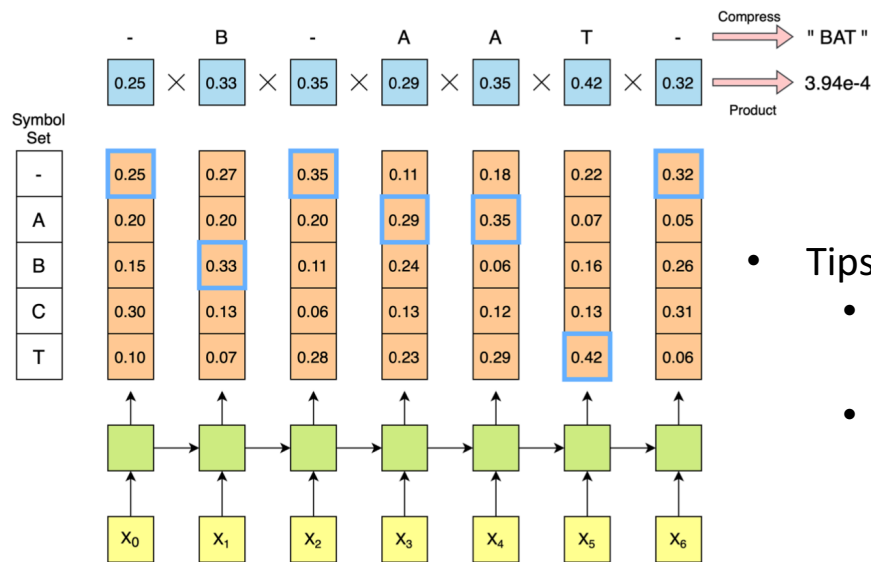 Compress
- B - A A T - " BAT "
0.25 × 0.33 × 0.35 × 0.29 × 0.35 × 0.42 × 0.32 3.94e-4
Product
Symbol
Set
- 0.25 0.27 0.35 0.11 0.18 0.22 0.32
A 0.20 0.20 0.20 0.29 0.35 0.07 0.05
B 0.15 0.33 0.11 0.24 0.06 0.16 0.26
• Tips
C 0.30 0.13 0.06 0.13 0.12 0.13 0.31
•
T 0.10 0.07 0.28 0.23 0.29 0.42 0.06
•
X₀ X₁ X₂ X₃ X₄ X₅ X₆